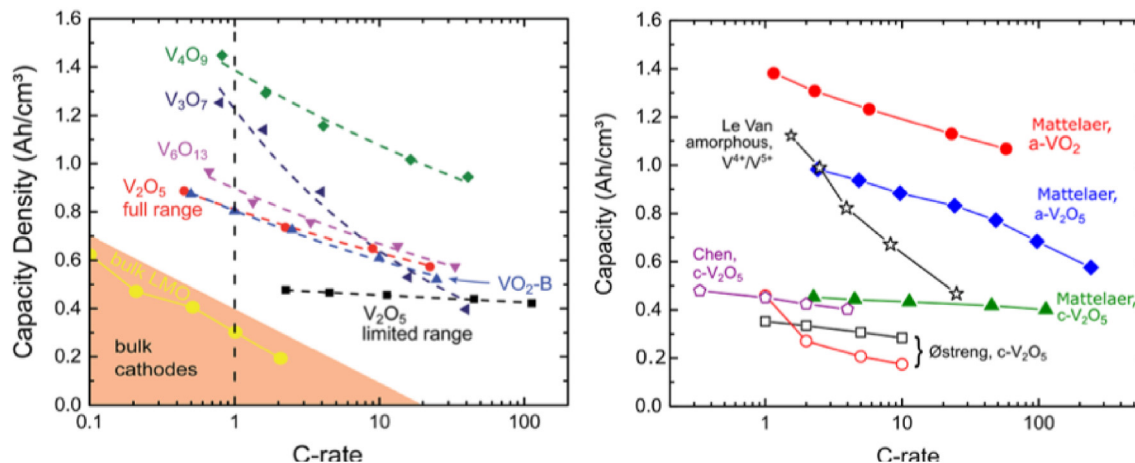 Capacity Density (Ah/cm³)
1.6
1.4
1.2
1.0
0.8
0.6
0.4
0.2
0.0
V₄O₉
V₃O₇
V₆O₁₃
V₂O₅
full range
VO₂-B
V₂O₅
limited range
bulk LMO
bulk
cathodes
0.1
1
10
100
C-rate
Capacity (Ah/cm³)
1.6
1.4
1.2
1.0
0.8
0.6
0.4
0.2
0.0
Mattelaer,
a-VO₂
Le Van
amorphous,
V⁴⁺/V⁵⁺
Mattelaer,
a-V₂O₅
Chen,
c-V₂O₅
Mattelaer,
c-V₂O₅
Østreng, c-V₂O₅
1
10
100
C-rate